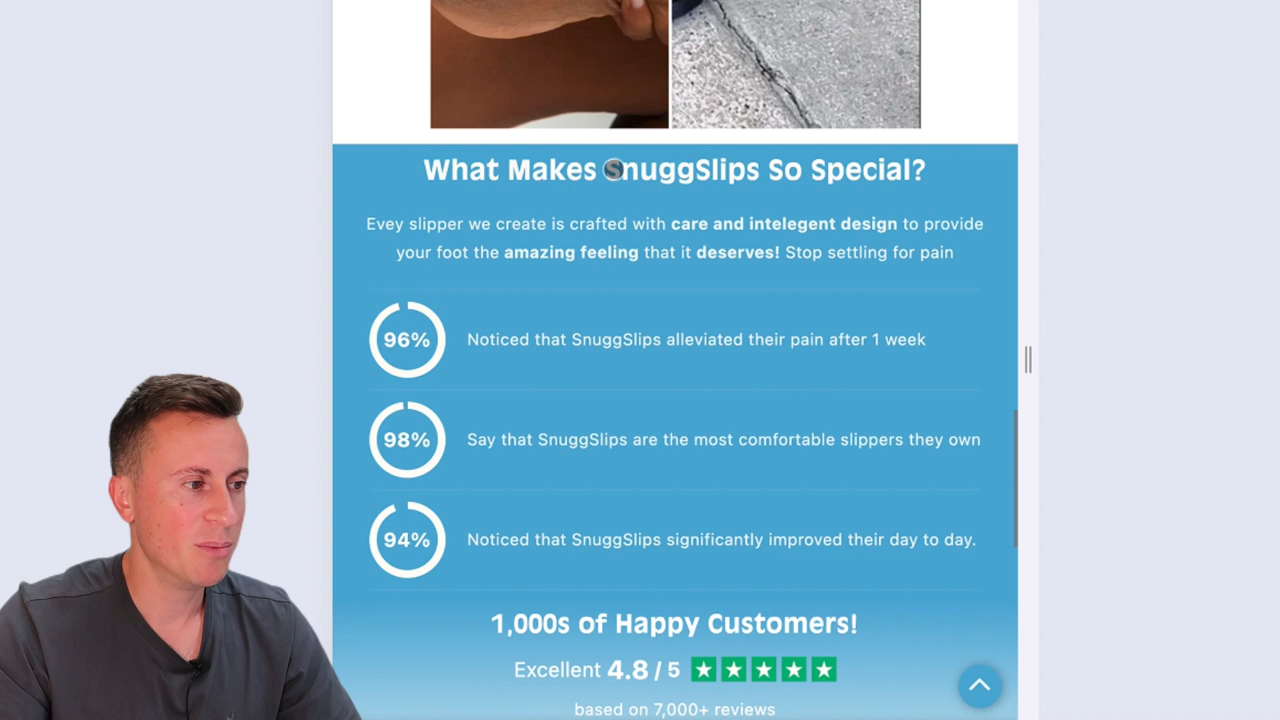 What Makes SnuggSlips So Special?
Evey slipper we create is crafted with care and intelegent design to provide
your foot the amazing feeling that it deserves! Stop settling for pain
96% Noticed that SnuggSlips alleviated their pain after 1 week
98% Say that SnuggSlips are the most comfortable slippers they own
94% Noticed that SnuggSlips significantly improved their day to day.
1,000s of Happy Customers!
Excellent 4.8 / 5
based on 7,000+ reviews